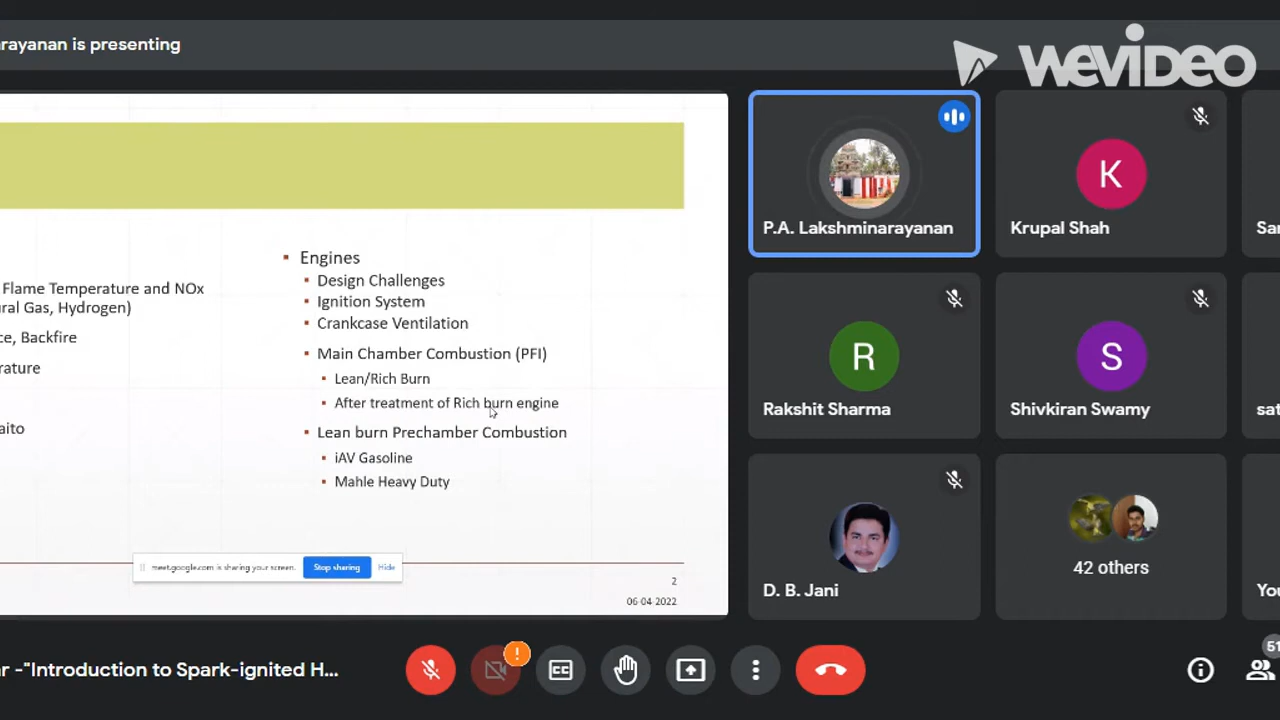 rayanan is presenting
WEVIDEO
Flame Temperature and NOx
ral Gas, Hydrogen)
ce, Backfire
rature
aito
▪ Engines
▪ Design Challenges
▪ Ignition System
▪ Crankcase Ventilation
▪ Main Chamber Combustion (PFI)
▪ Lean/Rich Burn
▪ After treatment of Rich burn engine
▪ Lean burn Prechamber Combustion
▪ iAV Gasoline
▪ Mahle Heavy Duty
meet.google.com is sharing your screen. Stop sharing Hide
2
06-04-2022
P.A. Lakshminarayanan
K
Krupal Shah
Sar
R
Rakshit Sharma
S
Shivkiran Swamy
sat
D. B. Jani
42 others
You
r -"Introduction to Spark-ignited H...
!
CC
51